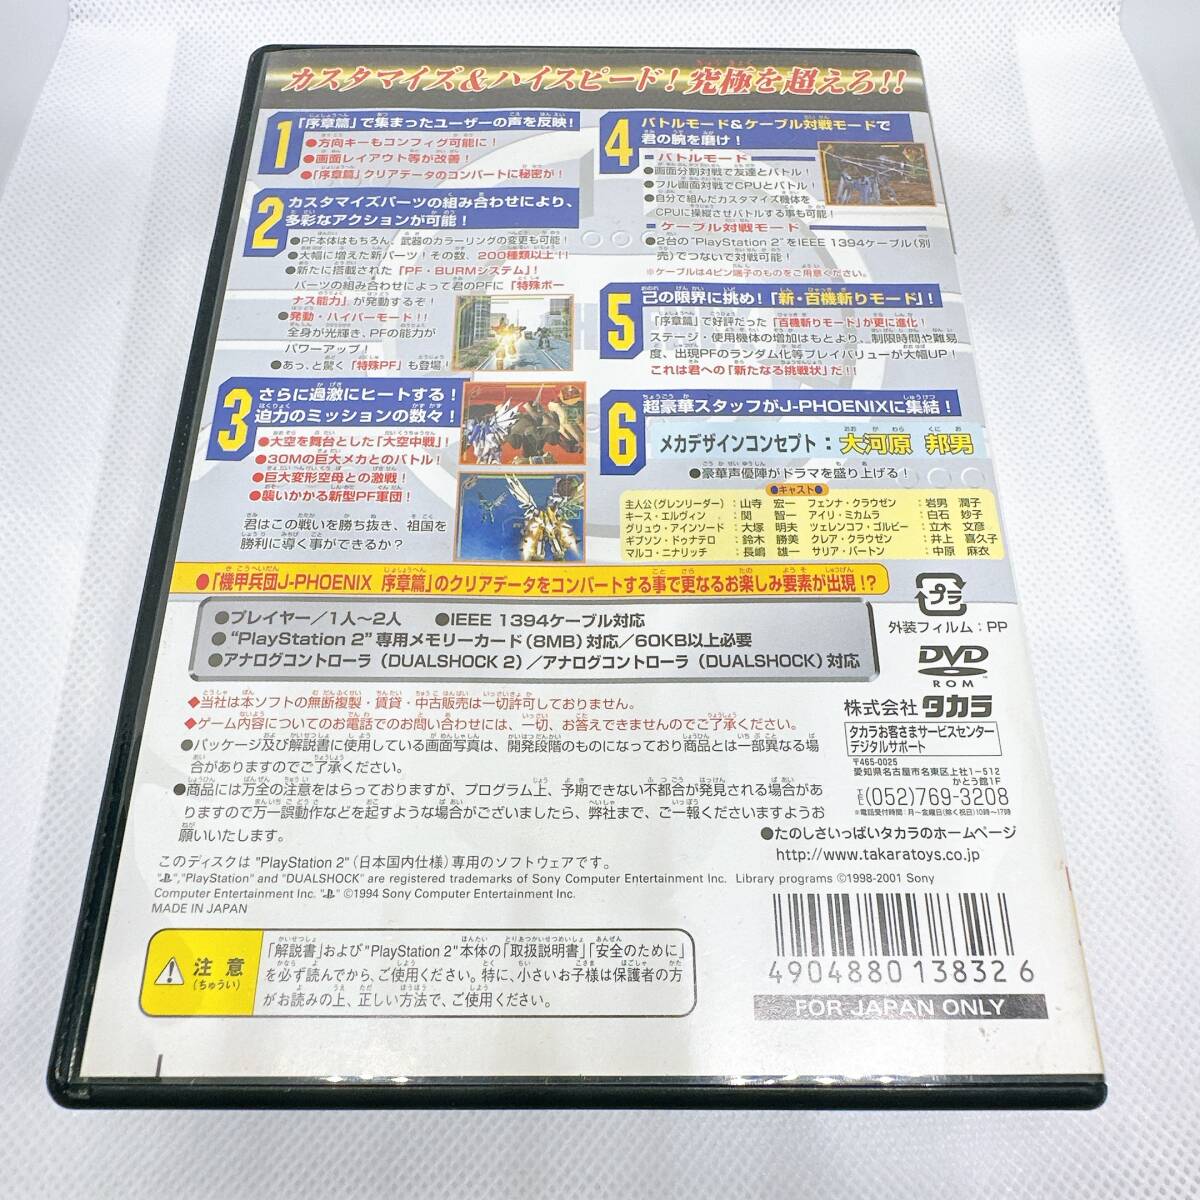 カスタマイズ&ハイスピード！究極を超えろ!!
1
「序章篇」で集まったユーザーの声を反映！
●方向キーもコンフィグ可能に！
●画面レイアウト等が改善！
●「序章篇」クリアデータのコンバートに秘密が！
2
カスタマイズパーツの組み合わせにより、
多彩なアクションが可能！
●PF本体はもちろん、武器のカラーリングの変更も可能！
●大幅に増えた新パーツ！その数、200種類以上!!
●新たに搭載された「PF・BURMシステム」！
パーツの組み合わせによって君のPFに「特殊ボー
ナス能力」が発動するぞ！
●発動・ハイパーモード!!
全身が光輝き、PFの能力が
パワーアップ！
●あっ、と驚く「特殊PF」も登場！
3
さらに過激にヒートする！
迫力のミッションの数々！
●大空を舞台とした「大空中戦」！
●30Mの巨大メカとのバトル！
●巨大変形空母との激戦！
●襲いかかる新型PF軍団！
君はこの戦いを勝ち抜き、祖国を
勝利に導く事ができるか？
4
バトルモード&ケーブル対戦モードで
君の腕を磨け！
バトルモード
●画面分割対戦で友達とバトル！
●フル画面対戦でCPUとバトル！
●自分で組んだカスタマイズ機体を
CPUに操縦させバトルする事も可能！
ケーブル対戦モード
●2台の"PlayStation 2"をIEEE 1394ケーブル(別
売)でつないで対戦可能！
※ケーブルは4ピン端子のものをご用意ください。
5
己の限界に挑め！「新・百機斬りモード」！
「序章篇」で好評だった「百機斬りモード」が更に進化！
ステージ・使用機体の増加はもとより、制限時間や難易
度、出現PFのランダム化等プレイバリューが大幅UP！
これは君への「新たなる挑戦状」だ!!
6
超豪華スタッフがJ-PHOENIXに集結！
メカデザインコンセプト：大河原 邦男
●豪華声優陣がドラマを盛り上げる！
●キャスト●
主人公(グレンリーダー)：山寺 宏一 フェンナ・クラウゼン：岩男 潤子
キース・エルヴィン：関 智一 アイリ・ミカムラ：白石 妙子
グリュウ・アインソード：大塚 明夫 ツェレンコフ・ゴルビー：立木 文彦
ギブソン・ドゥナテロ：鈴木 勝美 クレア・クラウゼン：井上 喜久子
マルコ・ニナリッチ：長嶋 雄一 サリア・バートン：中原 麻衣
●「機甲兵団J-PHOENIX 序章篇」のクリアデータをコンバートする事で更なるお楽しみ要素が出現！？
●プレイヤー／1人～2人 ●IEEE 1394ケーブル対応
●"PlayStation 2"専用メモリーカード(8MB)対応／60KB以上必要
●アナログコントローラ(DUALSHOCK 2)／アナログコントローラ(DUALSHOCK)対応
プラ
外装フィルム：PP
DVD
ROM
株式会社 タカラ
タカラお客さまサービスセンター
デジタルサポート
〒465-0025
愛知県名古屋市名東区上社1-512
かとう館1F
TEL(052)769-3208
※電話受付時間：月～金曜日(除く祝日)10時～17時
●たのしさいっぱいタカラのホームページ
http://www.takaratoys.co.jp
◆当社は本ソフトの無断複製・賃貸・中古販売は一切許可しておりません。
◆ゲーム内容についてのお電話でのお問い合わせには、一切、お答えできませんのでご了承ください。
●パッケージ及び解説書に使用している画面写真は、開発段階のものになっており商品とは一部異なる場
合がありますのでご了承ください。
●商品には万全の注意をはらっておりますが、プログラム上、予期できない不都合が発見される場合があ
りますので万一誤動作などを起すような場合がございましたら、弊社まで、ご一報くださいますようお
願いいたします。
このディスクは"PlayStation 2"(日本国内仕様)専用のソフトウェアです。
" ","PlayStation" and "DUALSHOCK" are registered trademarks of Sony Computer Entertainment Inc. Library programs ©1998-2001 Sony
Computer Entertainment Inc. " " ©1994 Sony Computer Entertainment Inc.
MADE IN JAPAN
注意
(ちゅうい)
「解説書」および"PlayStation 2"本体の「取扱説明書」「安全のために」
を必ず読んでから、ご使用ください。特に、小さいお子様は保護者の方
がお読みの上、正しい方法で、ご使用ください。
4904880138326
FOR JAPAN ONLY